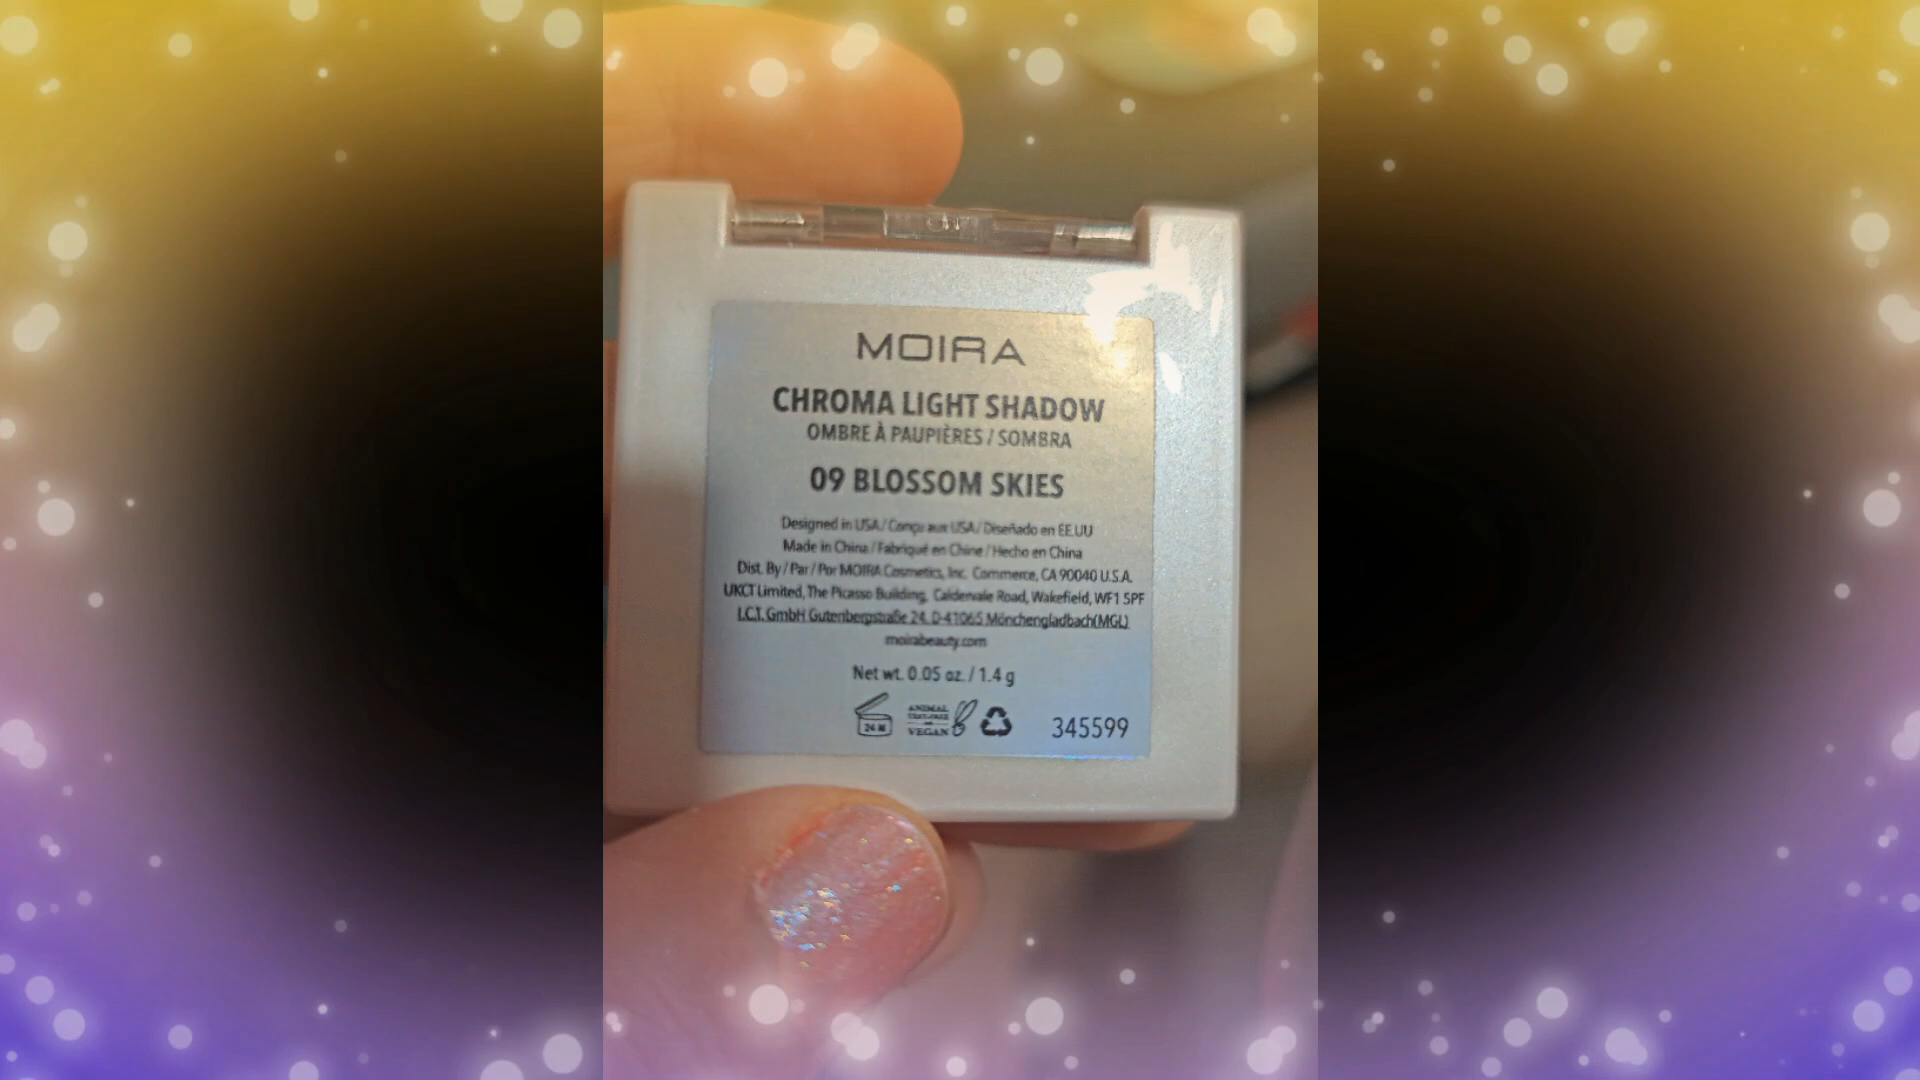 MOIRA
CHROMA LIGHT SHADOW
OMBRE À PAUPIÈRES / SOMBRA
09 BLOSSOM SKIES
Designed in USA / Conçu aux USA / Diseñado en EE.UU
Made in China / Fabriqué en Chine / Hecho en China
Dist. By / Par / Por MOIRA Cosmetics, Inc. Commerce, CA 90040 U.S.A.
UKCT Limited, The Picasso Building, Caldervale Road, Wakefield, WF1 5PF
I.C.T. GmbH Gutenbergstraße 24, D-41065 Mönchengladbach(MGL)
moirabeauty.com
Net wt. 0.05 oz. / 1.4 g
24 M
ANIMAL
TEST-FREE
VEGAN
345599